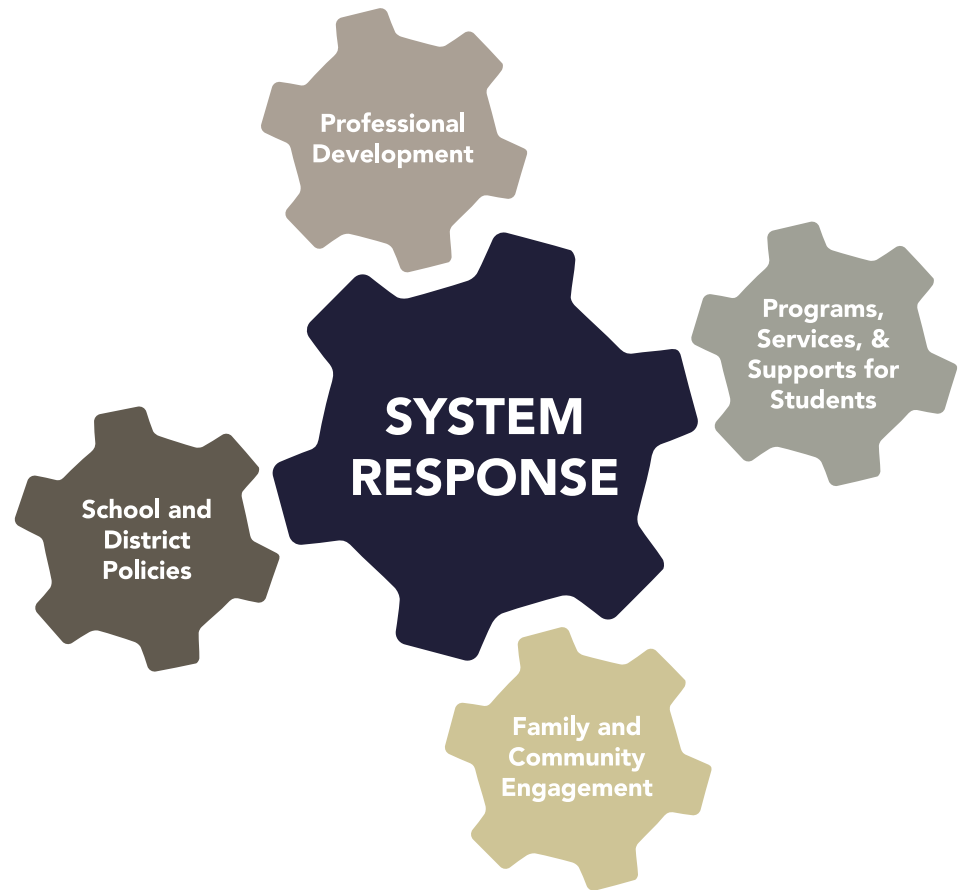 Professional
Development
Programs,
Services, &
Supports for
Students
SYSTEM
RESPONSE
School and
District
Policies
Family and
Community
Engagement